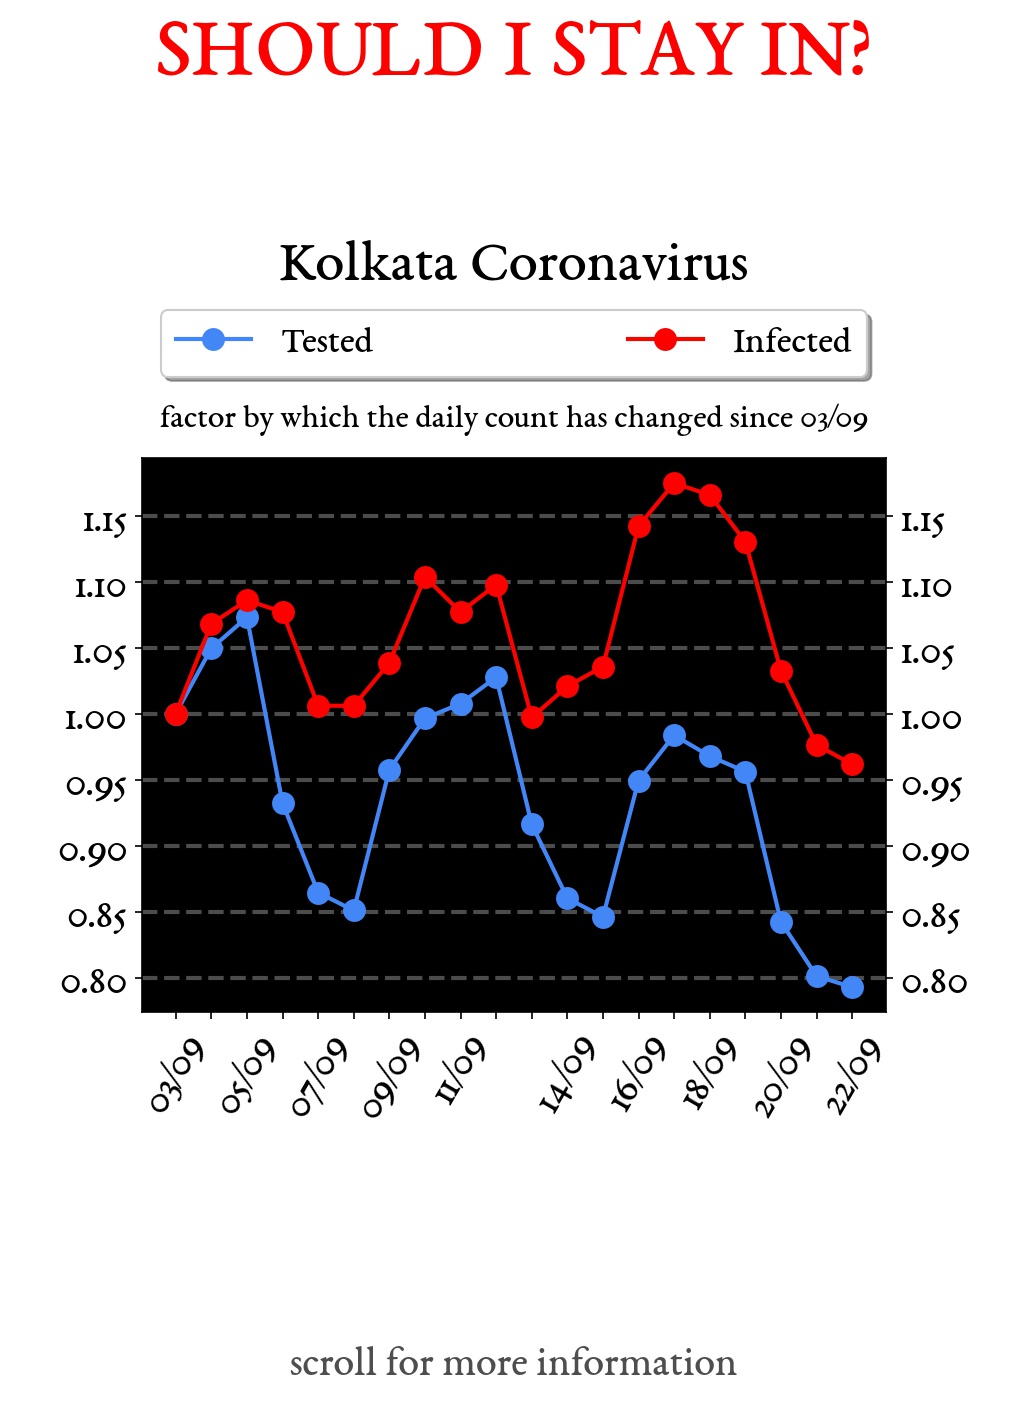 SHOULD I STAY IN?
Kolkata Coronavirus
Tested Infected
factor by which the daily count has changed since 03/09
1.15 1.15
1.10 1.10
1.05 1.05
1.00 1.00
0.95 0.95
0.90 0.90
0.85 0.85
0.80 0.80
03/09 05/09 07/09 09/09 11/09 14/09 16/09 18/09 20/09 22/09
scroll for more information